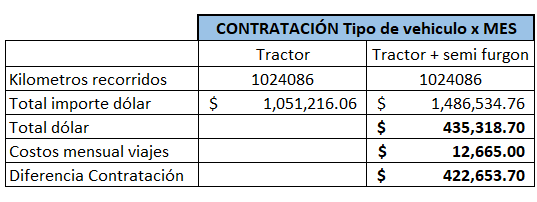 CONTRATACIÓN Tipo de vehiculo x MES
Tractor Tractor + semi furgon
Kilometros recorridos 1024086 1024086
Total importe dólar $ 1,051,216.06 $ 1,486,534.76
Total dólar $ 435,318.70
Costos mensual viajes $ 12,665.00
Diferencia Contratación $ 422,653.70